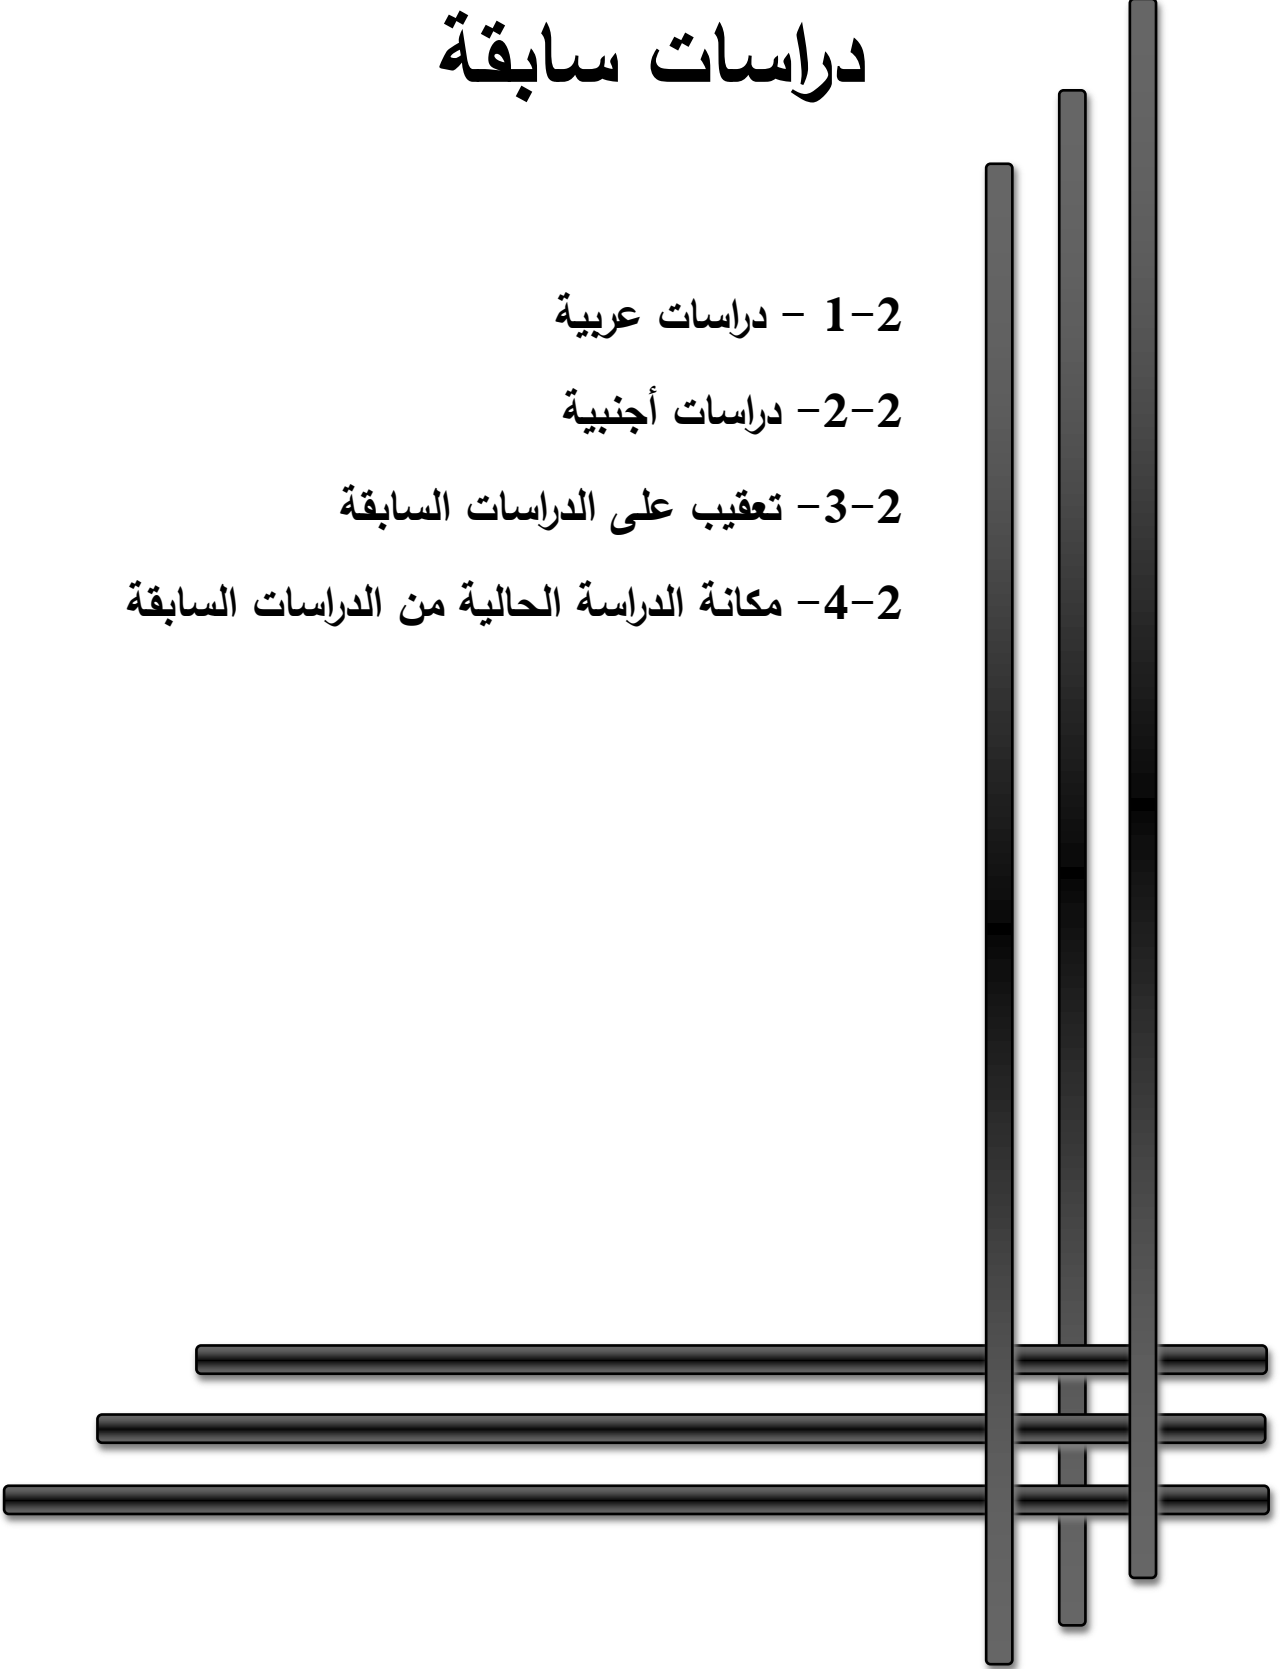 دراسات سابقة
2-1 - دراسات عربية
2-2- دراسات أجنبية
2-3- تعقيب على الدراسات السابقة
2-4- مكانة الدراسة الحالية من الدراسات السابقة